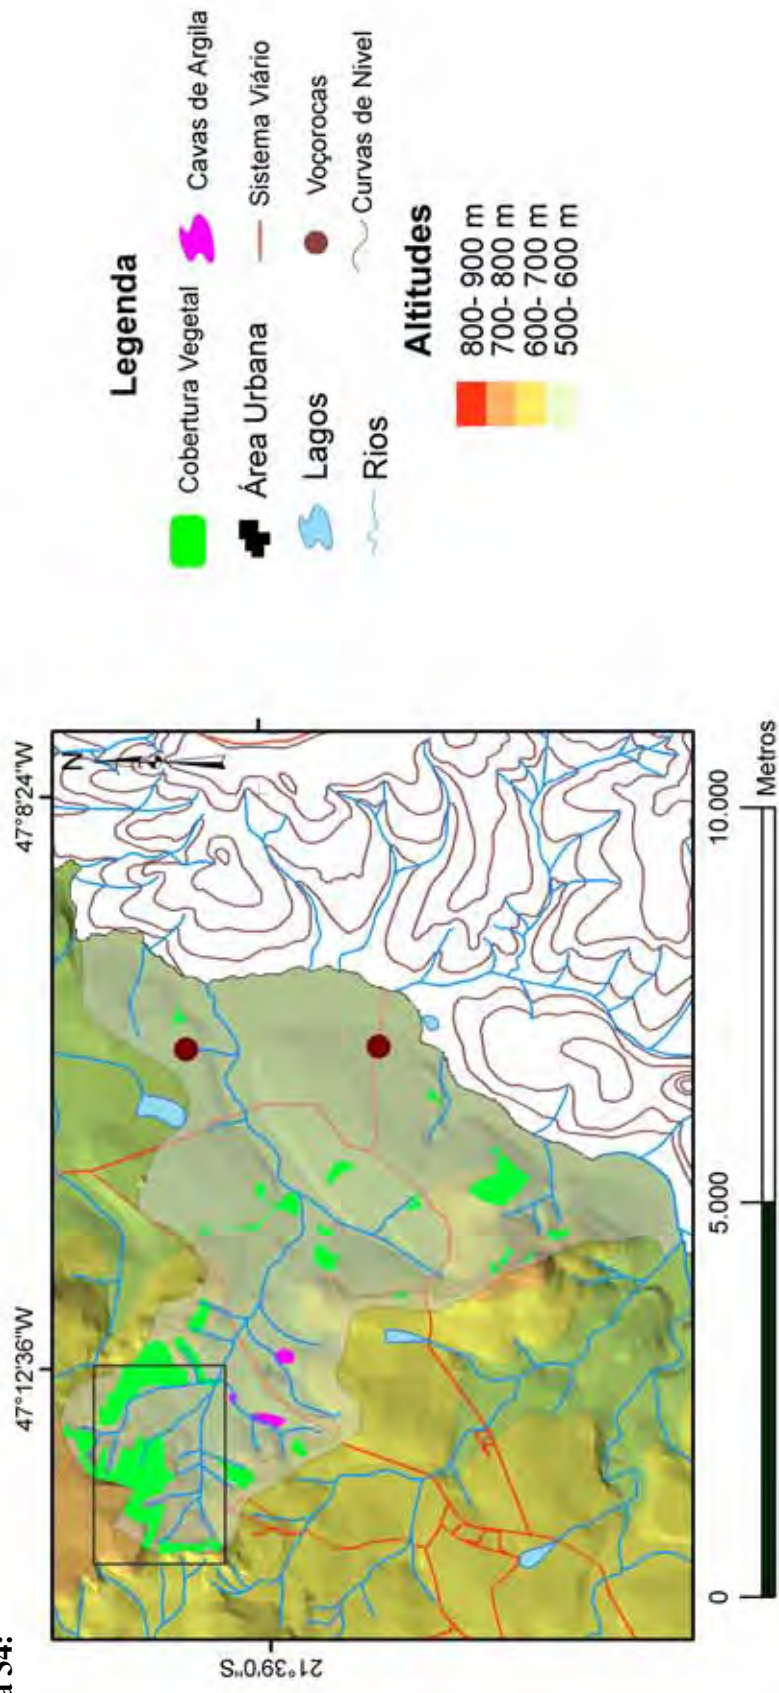 a 34:
47°12'36"W
47°8'24"W
N
21°39'0"S
0
5.000
10.000
Metros
Legenda
Cobertura Vegetal
Cavas de Argila
Área Urbana
Sistema Viário
Lagos
Voçorocas
Rios
Curvas de Nivel
Altitudes
800- 900 m
700- 800 m
600- 700 m
500- 600 m